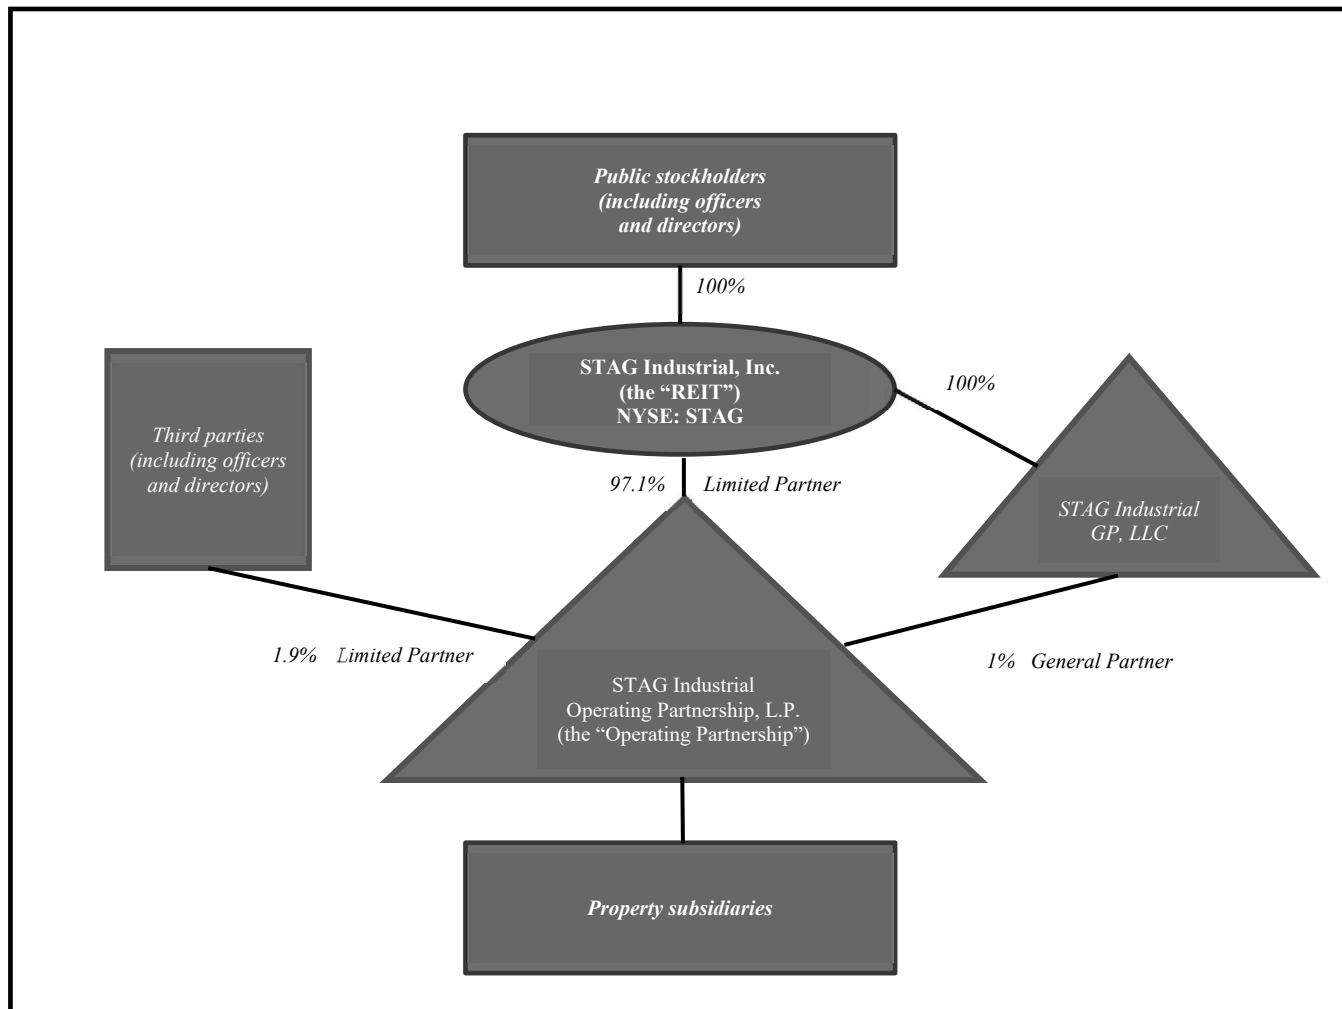 Public stockholders
(including officers
and directors)
100%
STAG Industrial, Inc.
(the “REIT”)
NYSE: STAG
100%
Third parties
(including officers
and directors)
97.1% Limited Partner
STAG Industrial
GP, LLC
1.9% Limited Partner
1% General Partner
STAG Industrial
Operating Partnership, L.P.
(the “Operating Partnership”)
Property subsidiaries